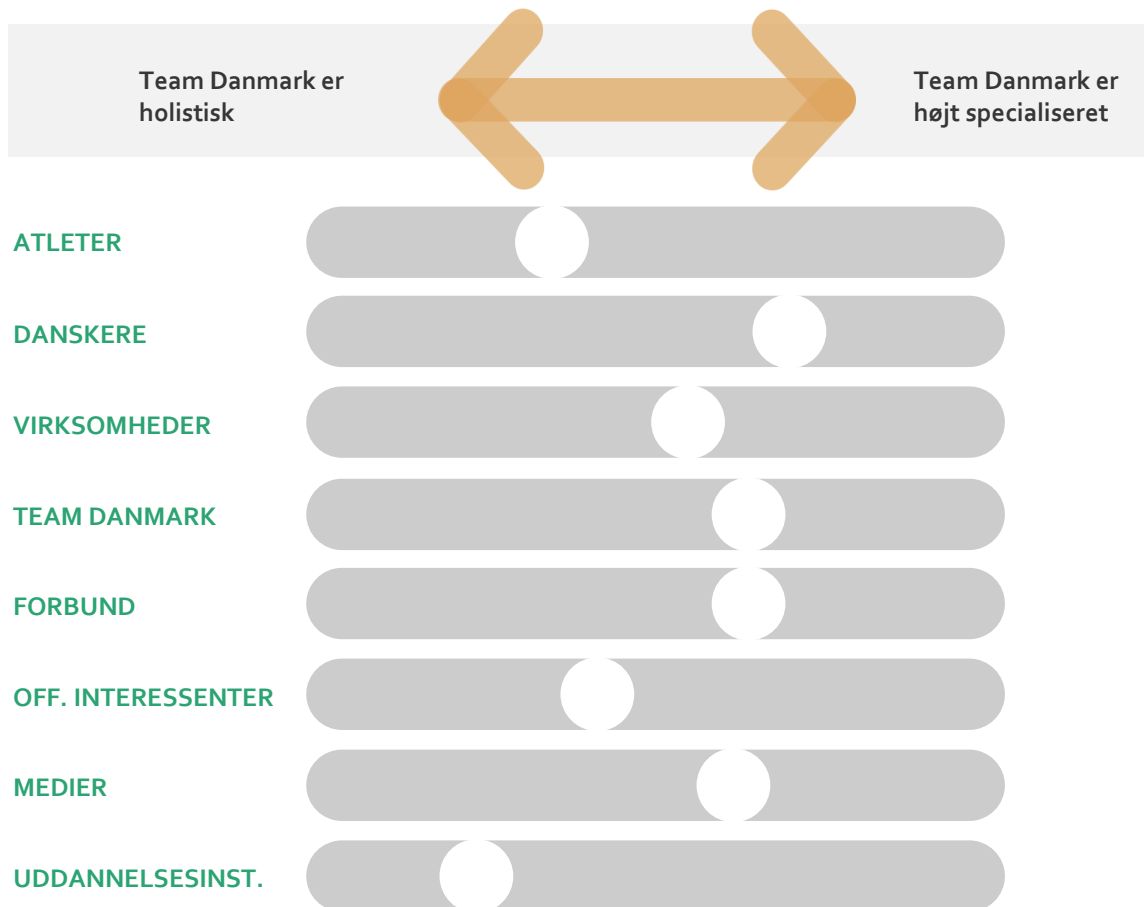 Team Danmark er
holistisk
Team Danmark er
højt specialiseret
ATLETER
DANSKERE
VIRKSOMHEDER
TEAM DANMARK
FORBUND
OFF. INTERESSENTER
MEDIER
UDDANNELSESINST.